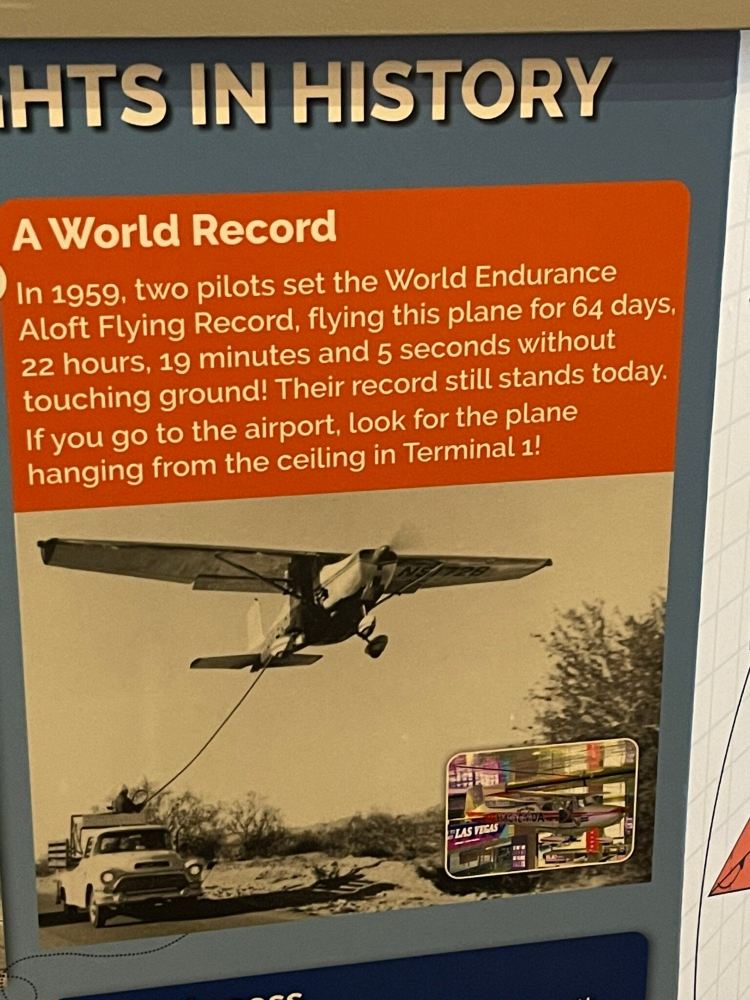 GHTS IN HISTORY
A World Record
In 1959, two pilots set the World Endurance
Aloft Flying Record, flying this plane for 64 days,
22 hours, 19 minutes and 5 seconds without
touching ground! Their record still stands today.
If you go to the airport, look for the plane
hanging from the ceiling in Terminal 1!
LAS VEGAS